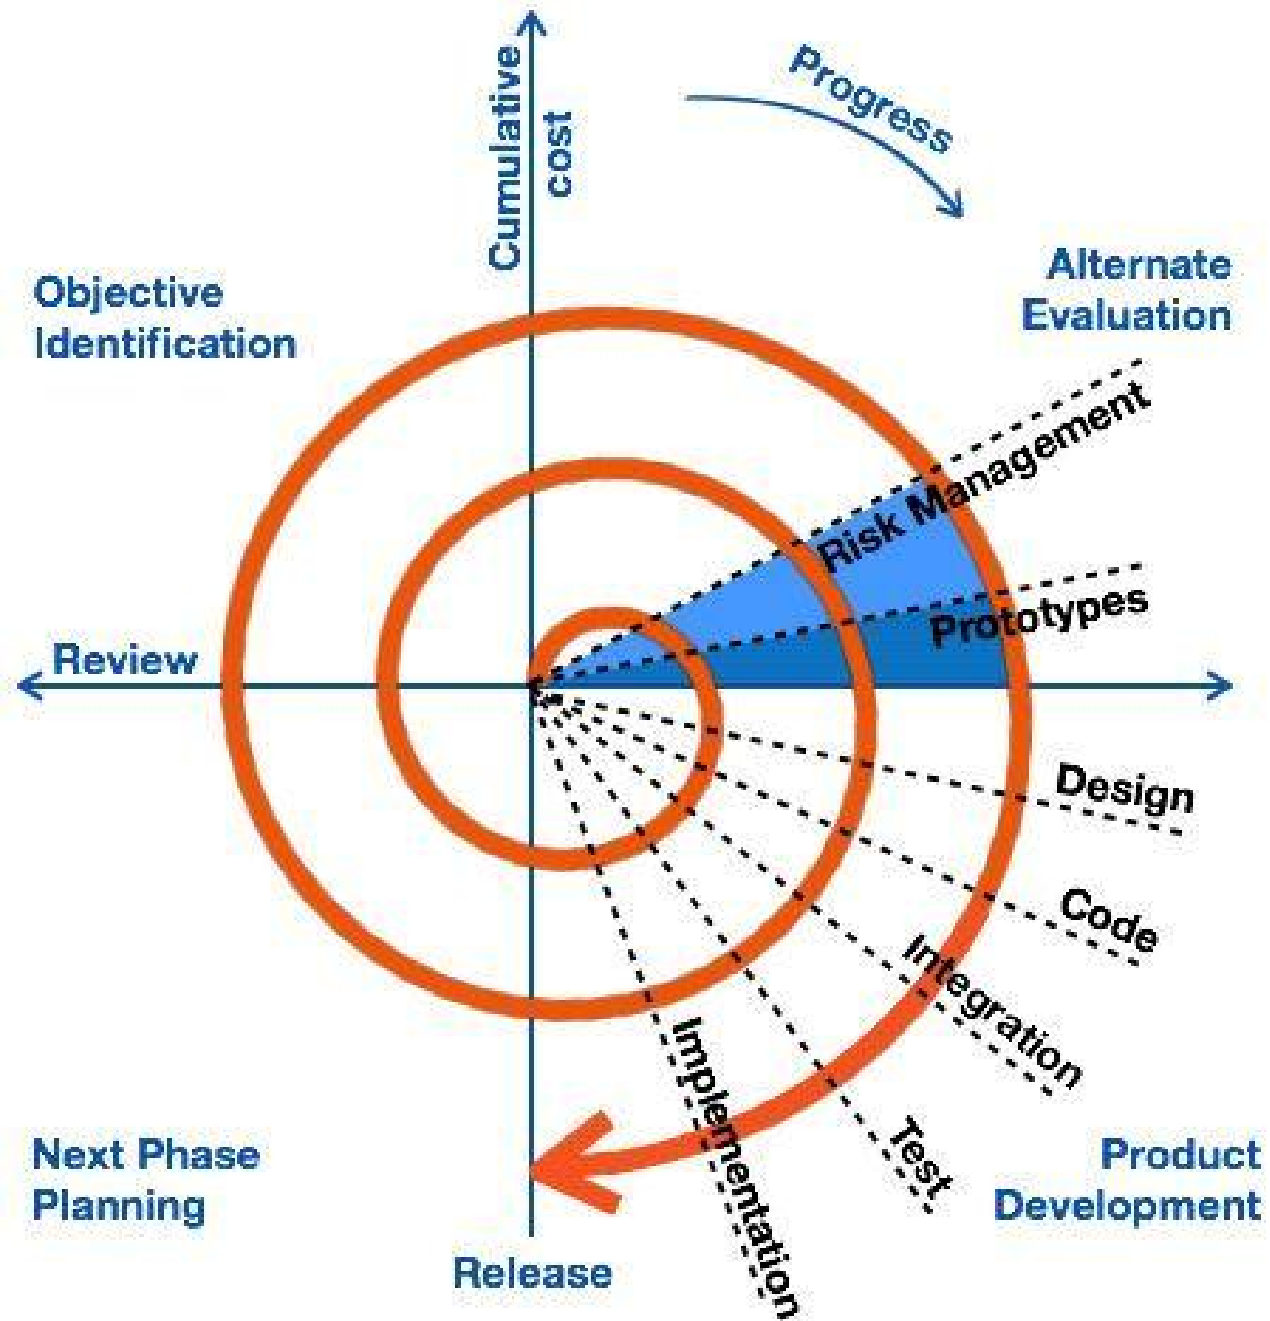 Cumulative
cost
Progress
Objective
Identification
Alternate
Evaluation
Risk Management
Prototypes
Review
Design
Code
Integration
Test
Implementation
Next Phase
Planning
Product
Development
Release